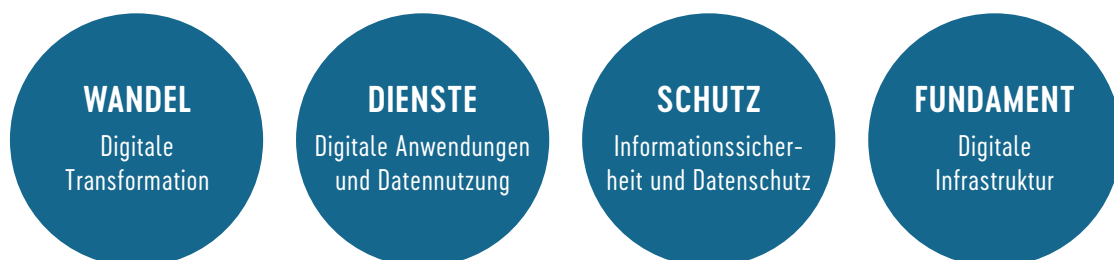 WANDEL
Digitale
Transformation
DIENSTE
Digitale Anwendungen
und Datennutzung
SCHUTZ
Informationssicher-
heit und Datenschutz
FUNDAMENT
Digitale
Infrastruktur